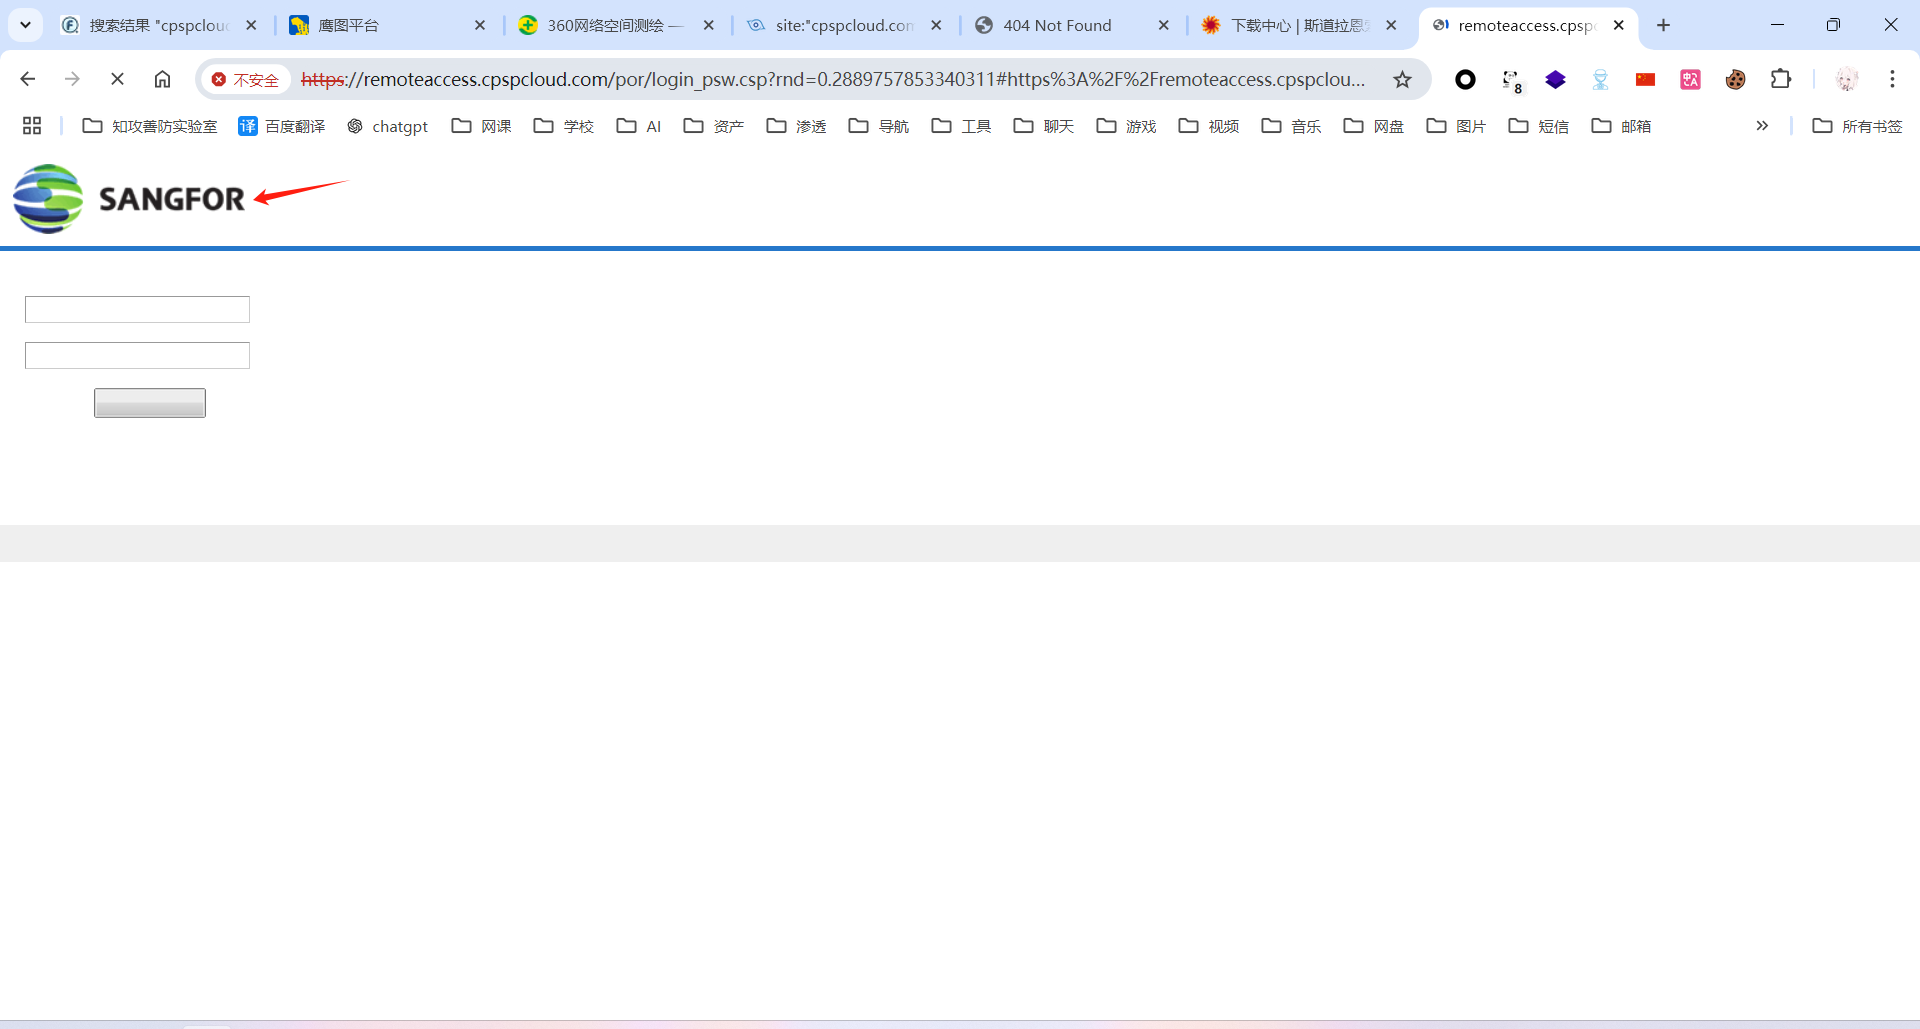 搜索结果 "cpspclou
鹰图平台
360网络空间测绘 —
site:"cpspcloud.com
404 Not Found
下载中心 | 斯道拉恩
remoteaccess.cpsp
不安全
https://remoteaccess.cpspcloud.com/por/login_psw.csp?rnd=0.2889757853340311#https%3A%2F%2Fremoteaccess.cpspclou...
8
知攻善防实验室
译 百度翻译
chatgpt
网课
学校
AI
资产
渗透
导航
工具
聊天
游戏
视频
音乐
网盘
图片
短信
邮箱
所有书签
SANGFOR